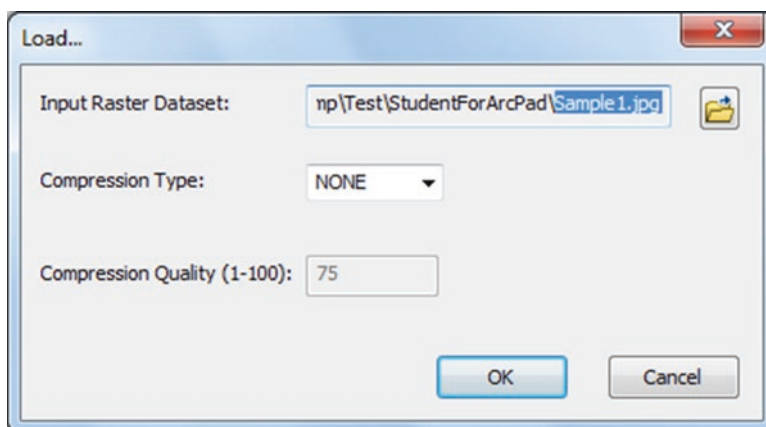 Load...
Input Raster Dataset: np\Test\StudentForArcPad\Sample1.jpg
Compression Type: NONE
Compression Quality (1-100): 75
OK Cancel